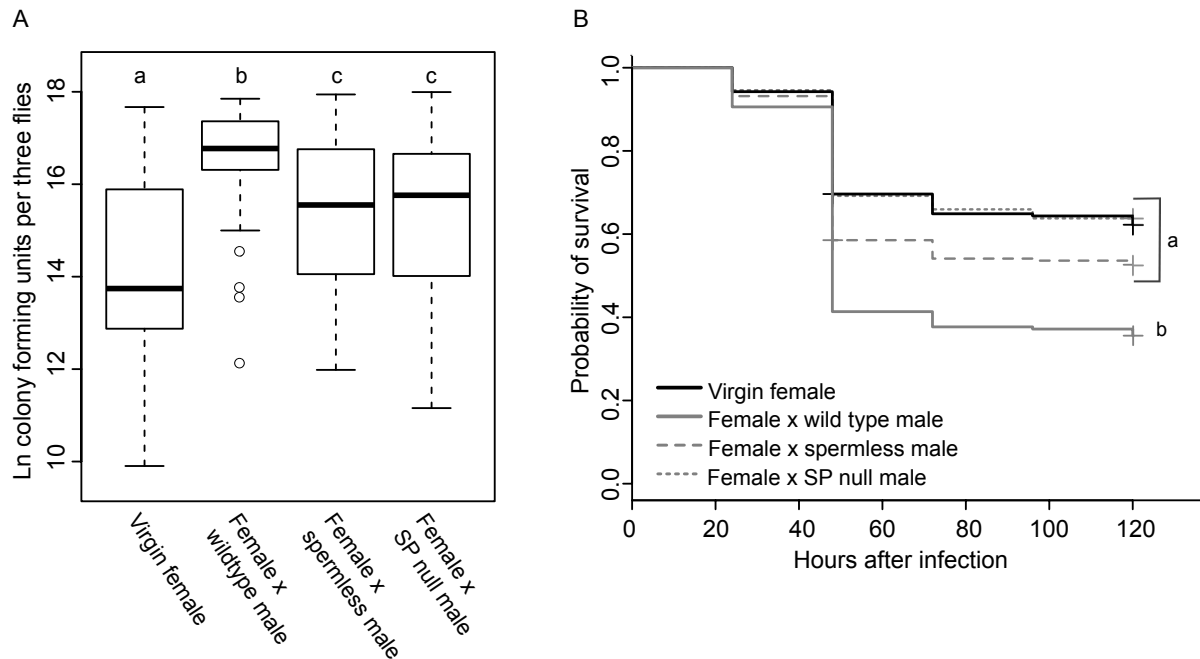 A
Ln colony forming units per three flies
18
16
14
12
10
a
b
c
c
Virgin female
Female x
wildtype male
Female x
spermless male
Female x
SP null male
B
Probability of survival
1.0
0.8
0.6
0.4
0.2
0.0
a
b
Virgin female
Female x wild type male
Female x spermless male
Female x SP null male
0
20
40
60
80
100
120
Hours after infection